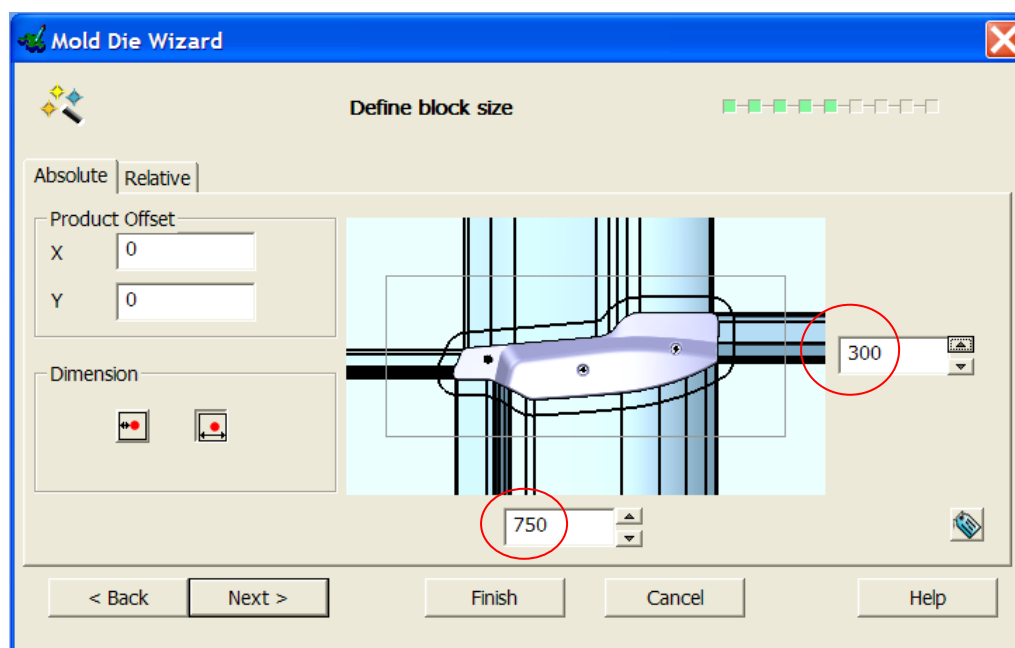 Mold Die Wizard
Define block size
Absolute Relative
Product Offset
X 0
Y 0
300
Dimension
750
< Back Next > Finish Cancel Help